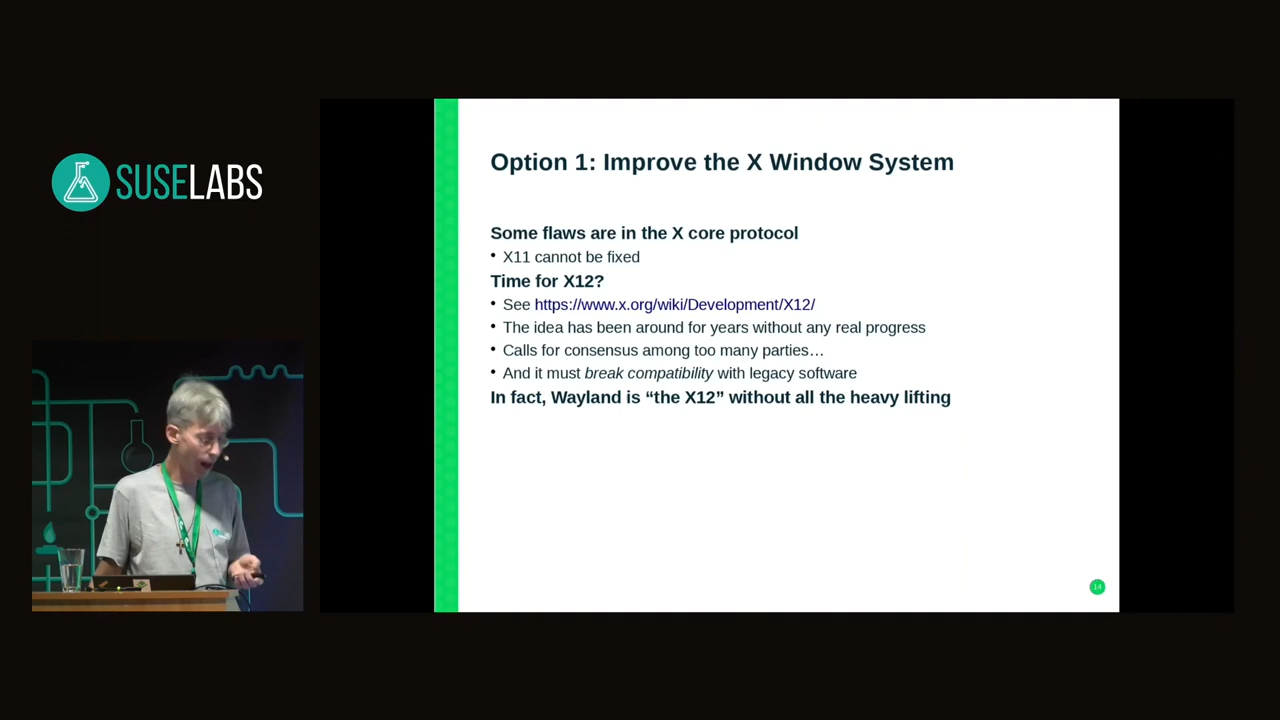 SUSELABS
Option 1: Improve the X Window System
Some flaws are in the X core protocol
• X11 cannot be fixed
Time for X12?
• See https://www.x.org/wiki/Development/X12/
• The idea has been around for years without any real progress
• Calls for consensus among too many parties…
• And it must break compatibility with legacy software
In fact, Wayland is “the X12” without all the heavy lifting
14